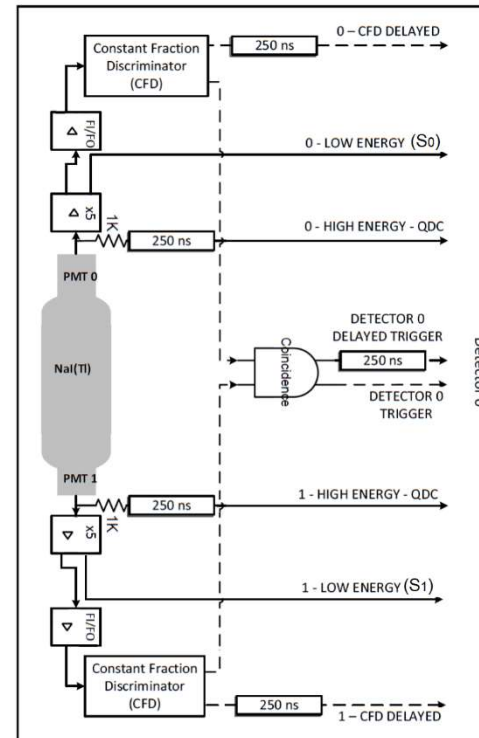 0 – CFD DELAYED
Constant Fraction
Discriminator
(CFD)
250 ns
FI/FO
0 - LOW ENERGY (S0)
x5
1K
0 - HIGH ENERGY - QDC
250 ns
PMT 0
NaI(Tl)
Coincidence
DETECTOR 0
DELAYED TRIGGER
250 ns
DETECTOR 0
TRIGGER
PMT 1
1 - HIGH ENERGY - QDC
250 ns
1K
x5
1 - LOW ENERGY (S1)
FI/FO
Constant Fraction
Discriminator
(CFD)
250 ns
1 – CFD DELAYED